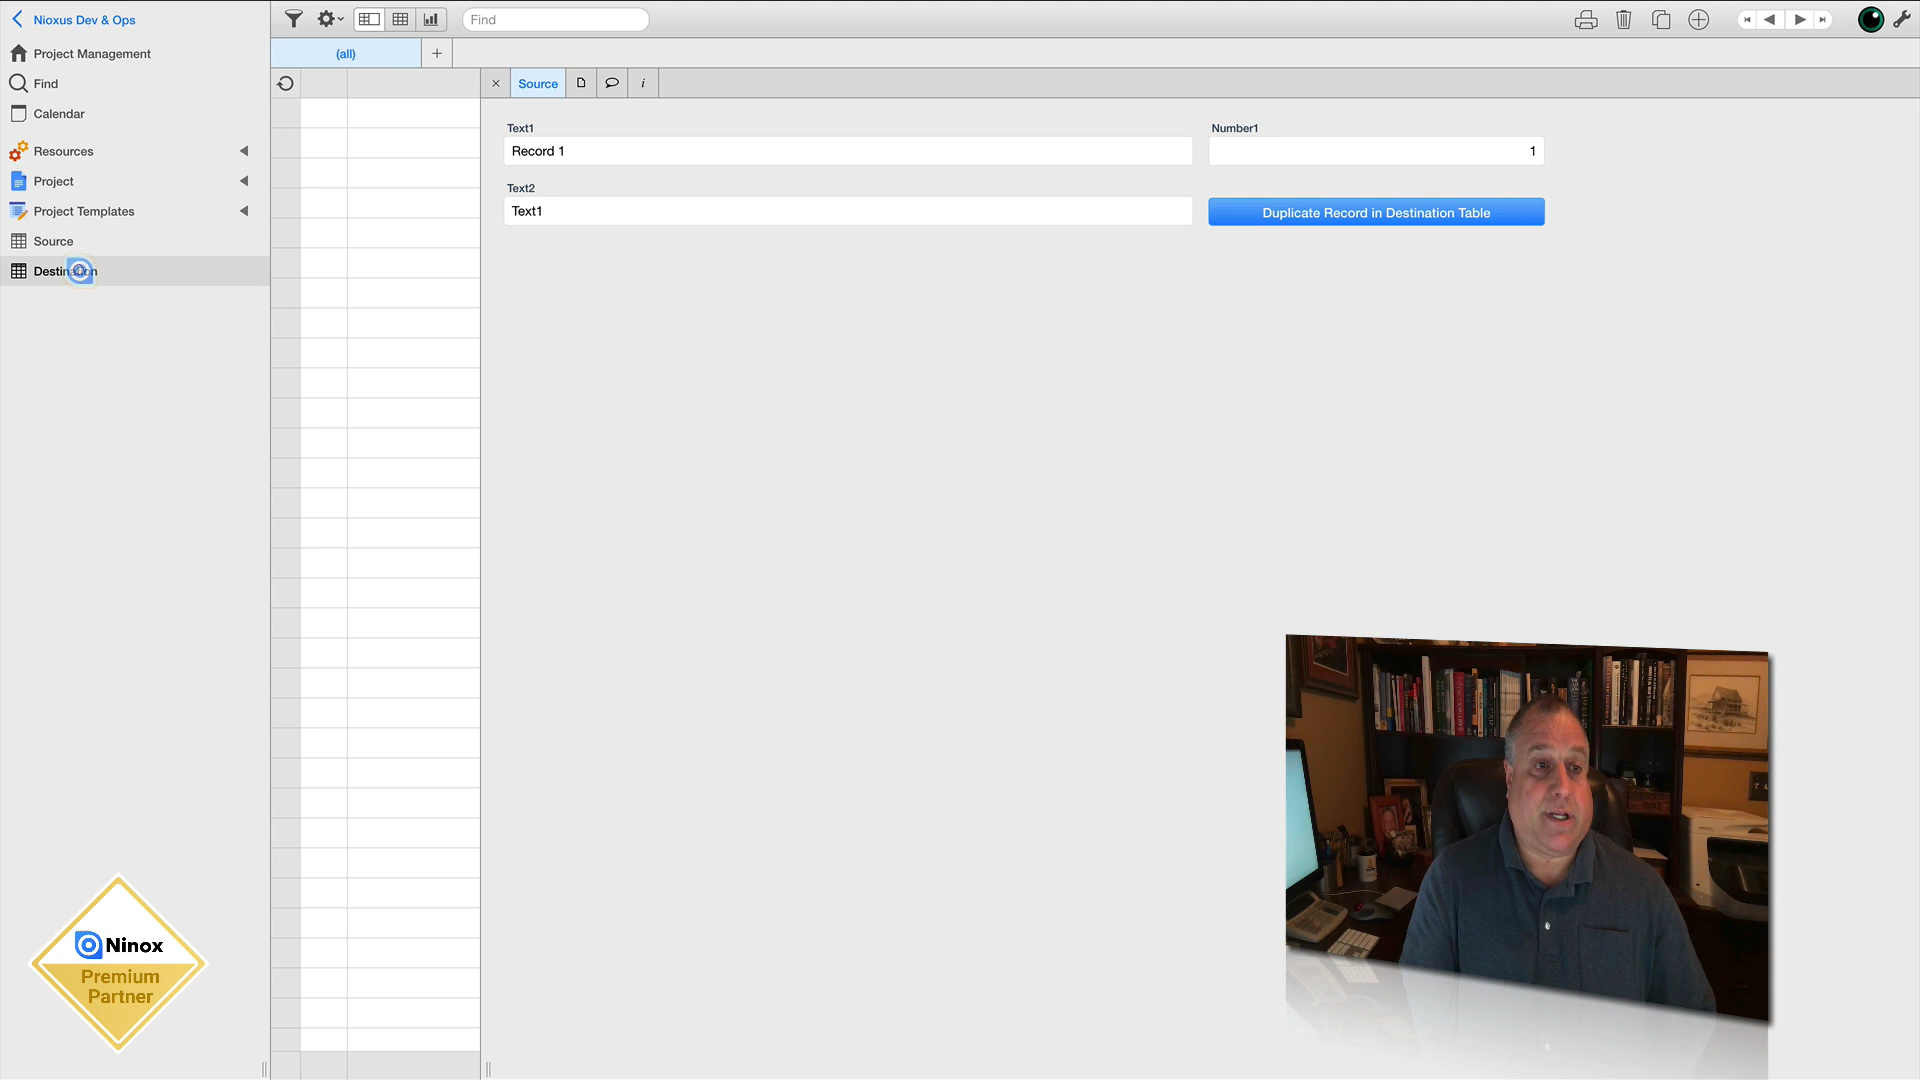 Nioxus Dev & Ops
Find
Project Management
(all)
+
Find
Source
i
Calendar
Text1
Number1
Record 1
1
Resources
Project
Text2
Project Templates
Text1
Duplicate Record in Destination Table
Source
Destination
Ninox
Premium
Partner